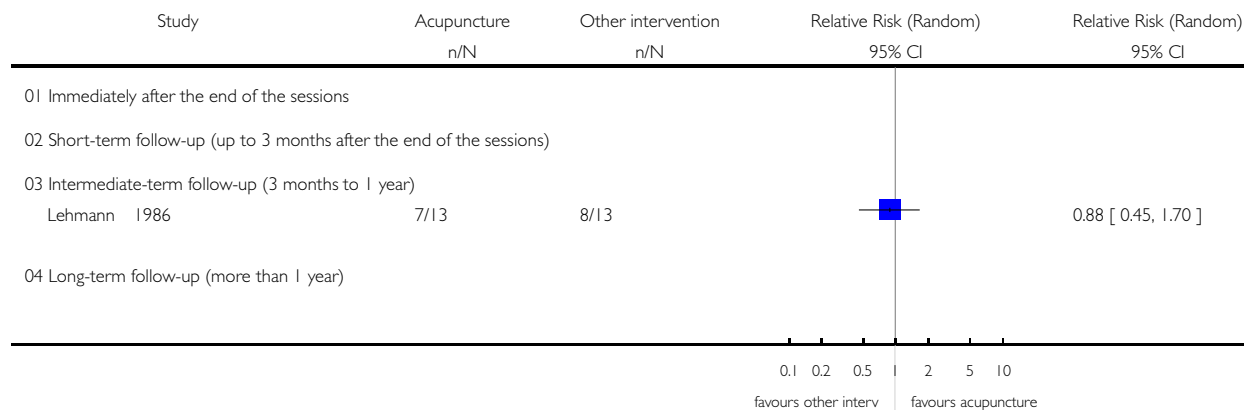 Study Acupuncture Other intervention Relative Risk (Random) Relative Risk (Random)
n/N n/N 95% CI 95% CI
01 Immediately after the end of the sessions
02 Short-term follow-up (up to 3 months after the end of the sessions)
03 Intermediate-term follow-up (3 months to 1 year)
Lehmann 1986 7/13 8/13 0.88 [ 0.45, 1.70 ]
04 Long-term follow-up (more than 1 year)
0.1 0.2 0.5 1 2 5 10
favours other interv favours acupuncture